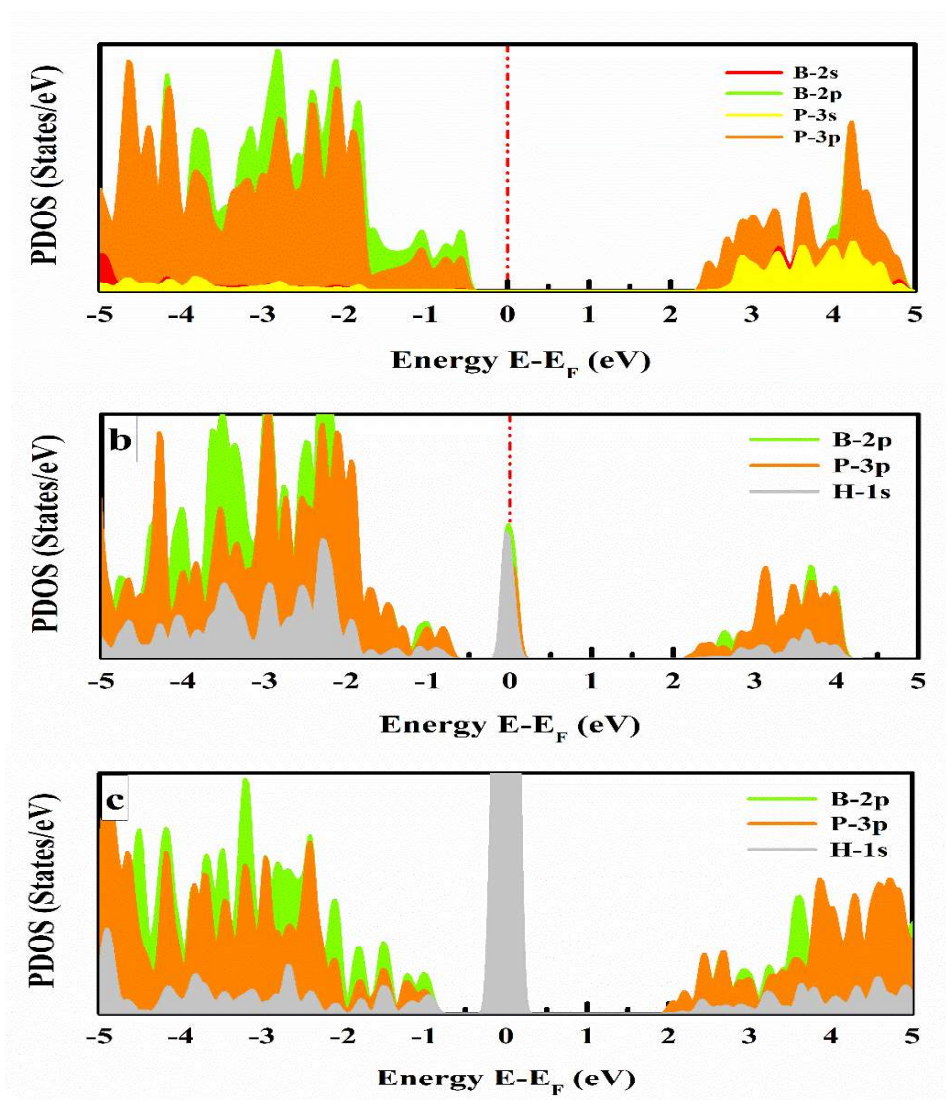 PDOS (States/eV)
B-2s
B-2p
P-3s
P-3p
-5 -4 -3 -2 -1 0 1 2 3 4 5
Energy E-E_F (eV)
b
PDOS (States/eV)
B-2p
P-3p
H-1s
-5 -4 -3 -2 -1 0 1 2 3 4 5
Energy E-E_F (eV)
c
PDOS (States/eV)
B-2p
P-3p
H-1s
-5 -4 -3 -2 -1 0 1 2 3 4 5
Energy E-E_F (eV)